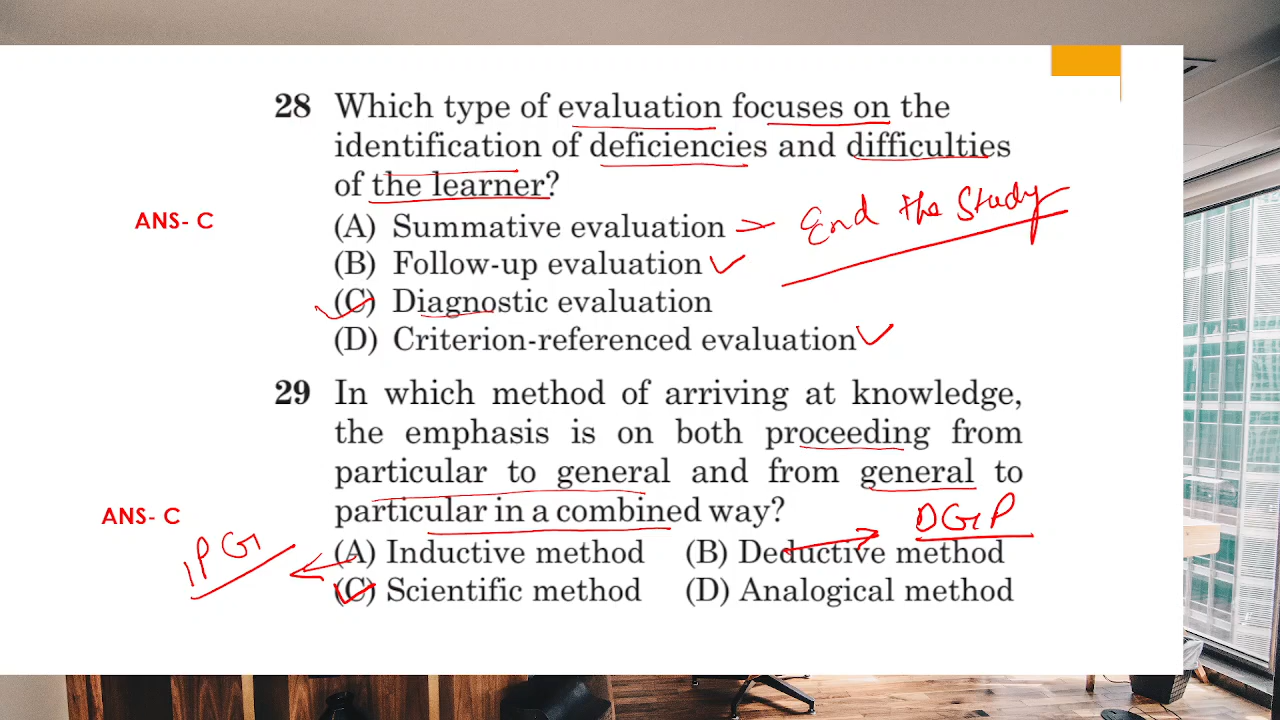 28 Which type of evaluation focuses on the
identification of deficiencies and difficulties
of the learner?
ANS- C
(A) Summative evaluation
End the Study
(B) Follow-up evaluation
(C) Diagnostic evaluation
(D) Criterion-referenced evaluation
29 In which method of arriving at knowledge,
the emphasis is on both proceeding from
particular to general and from general to
particular in a combined way?
ANS- C
DGP
IPG
(A) Inductive method (B) Deductive method
(C) Scientific method (D) Analogical method